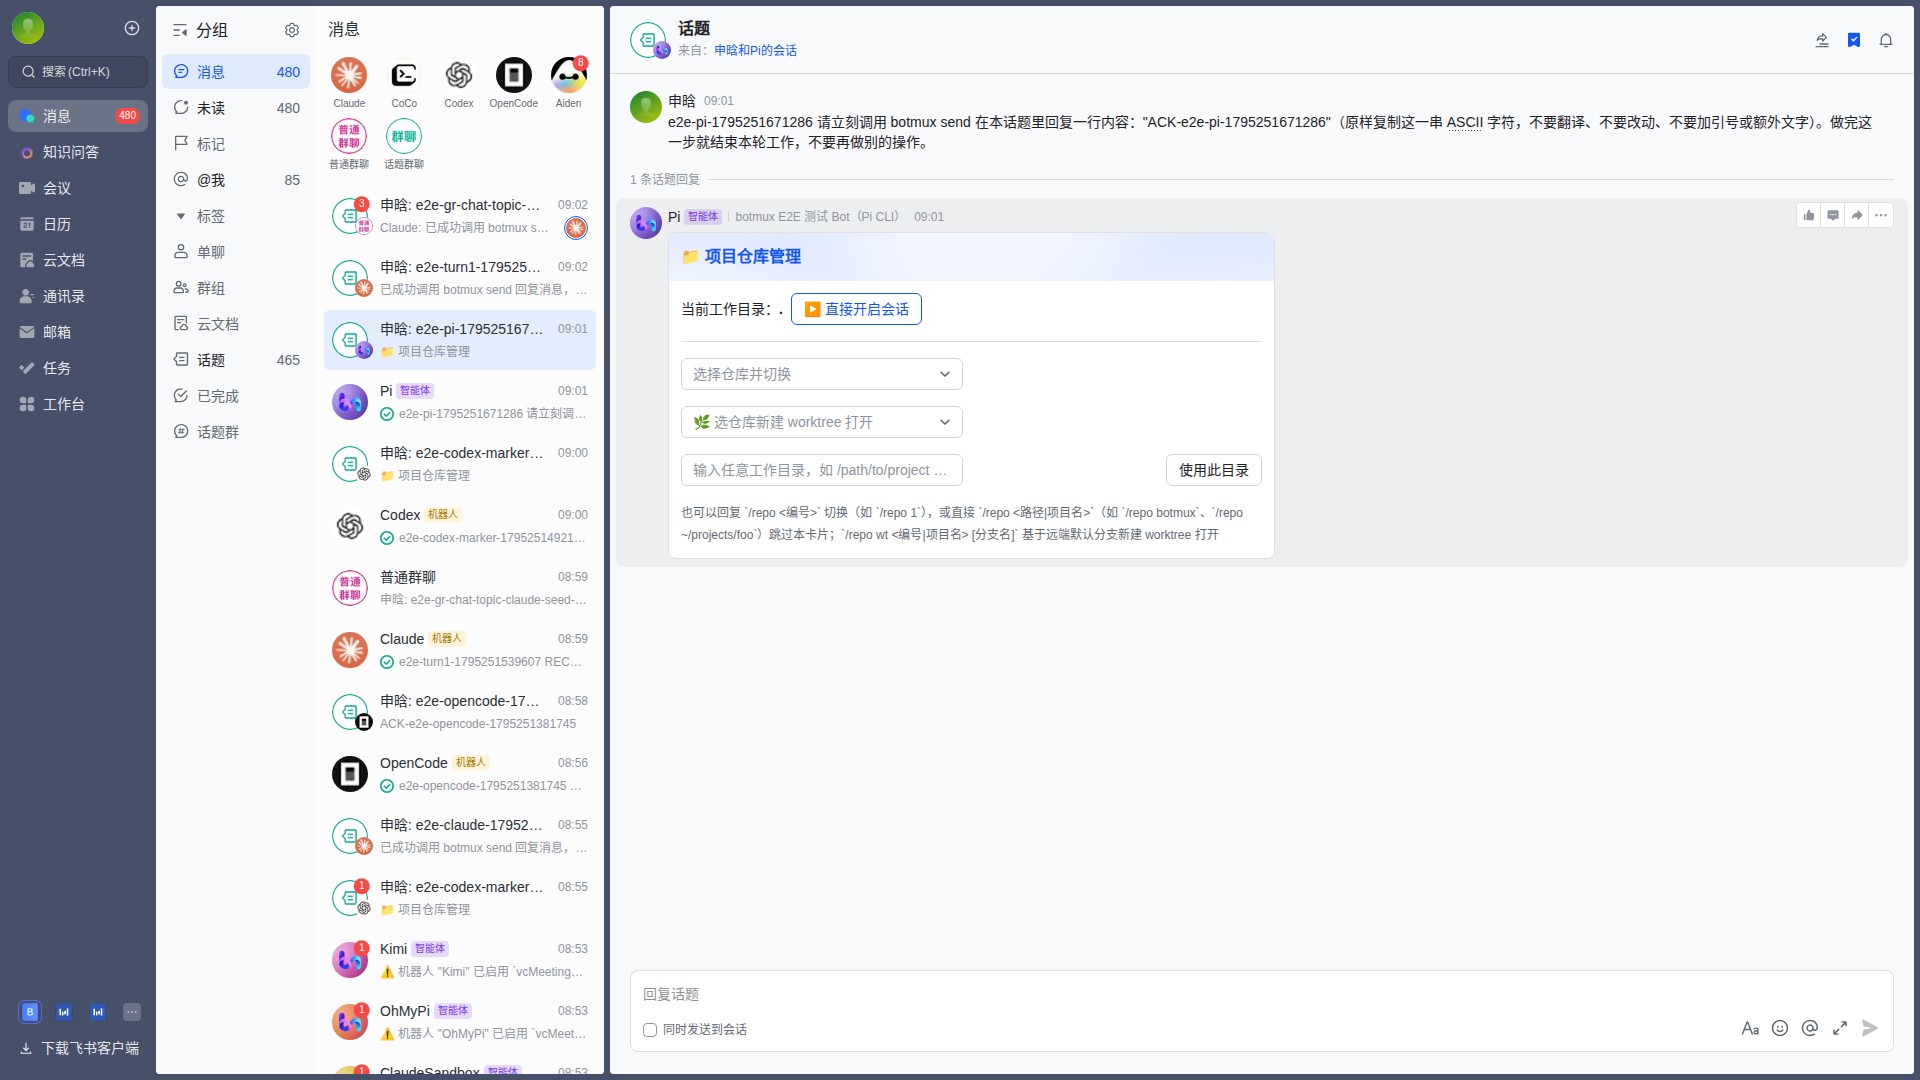 搜索 (Ctrl+K)
消息
480
知识问答
会议
日历
云文档
通讯录
邮箱
任务
工作台
下载飞书客户端
分组
消息 480
未读 480
标记
@我 85
标签
单聊
群组
云文档
话题 465
已完成
话题群
消息
8
Claude CoCo Codex OpenCode Aiden
普通群聊 群聊
普通群聊 话题群聊
3 申晗: e2e-gr-chat-topic-... 09:02
Claude: 已成功调用 botmux s...
申晗: e2e-turn1-179525... 09:02
已成功调用 botmux send 回复消息，...
申晗: e2e-pi-179525167... 09:01
📁 项目仓库管理
Pi 智能体 09:01
e2e-pi-1795251671286 请立刻调...
申晗: e2e-codex-marker... 09:00
📁 项目仓库管理
Codex 机器人 09:00
e2e-codex-marker-17952514921...
普通群聊 普通群聊 08:59
申晗: e2e-gr-chat-topic-claude-seed-...
Claude 机器人 08:59
e2e-turn1-1795251539607 REC...
申晗: e2e-opencode-17... 08:58
ACK-e2e-opencode-1795251381745
OpenCode 机器人 08:56
e2e-opencode-1795251381745 ...
申晗: e2e-claude-17952... 08:55
已成功调用 botmux send 回复消息，...
1 申晗: e2e-codex-marker... 08:55
📁 项目仓库管理
1 Kimi 智能体 08:53
⚠️ 机器人 "Kimi" 已启用 `vcMeeting...
1 OhMyPi 智能体 08:53
⚠️ 机器人 "OhMyPi" 已启用 `vcMeet...
1 ClaudeSandbox 智能体 08:53
话题
来自：申晗和Pi的会话
申晗 09:01
e2e-pi-1795251671286 请立刻调用 botmux send 在本话题里回复一行内容："ACK-e2e-pi-1795251671286"（原样复制这一串 ASCII 字符，不要翻译、不要改动、不要加引号或额外文字）。做完这
一步就结束本轮工作，不要再做别的操作。
1 条话题回复
Pi 智能体 botmux E2E 测试 Bot（Pi CLI） 09:01
📁 项目仓库管理
当前工作目录：. ▶️ 直接开启会话
选择仓库并切换
🌿 选仓库新建 worktree 打开
输入任意工作目录，如 /path/to/project ... 使用此目录
也可以回复 `/repo <编号>` 切换（如 `/repo 1`），或直接 `/repo <路径|项目名>`（如 `/repo botmux`、`/repo
~/projects/foo`）跳过本卡片；`/repo wt <编号|项目名> [分支名]` 基于远端默认分支新建 worktree 打开
回复话题
同时发送到会话